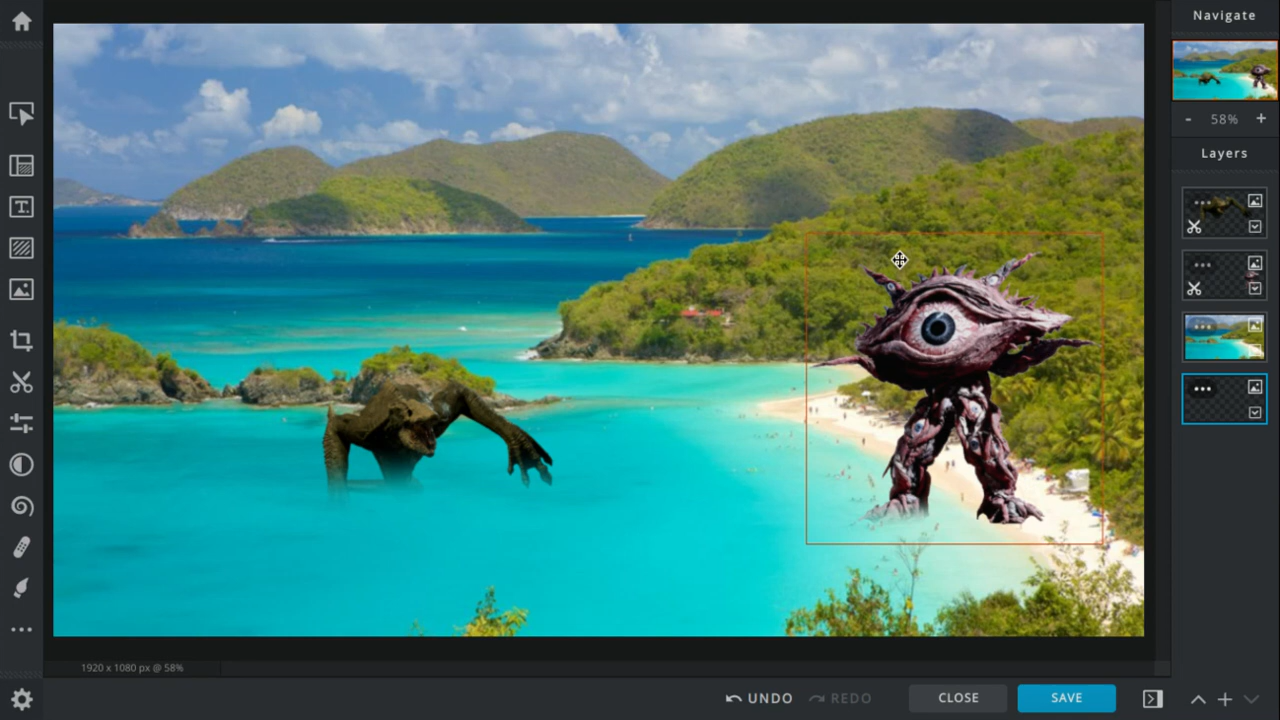 Navigate
- 58% +
Layers
T.
1920 x 1080 px @ 58%
UNDO
REDO
CLOSE
SAVE